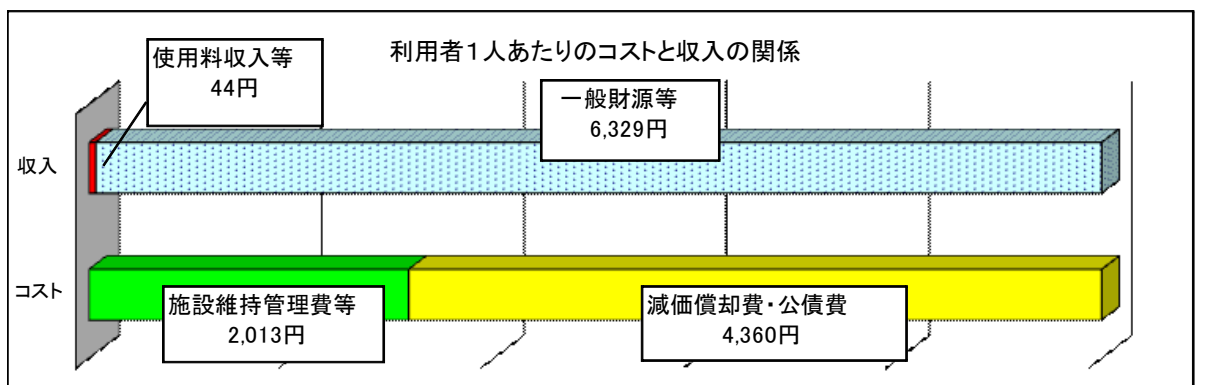 利用者１人あたりのコストと収入の関係
使用料収入等
44円
一般財源等
6,329円
収入
コスト
施設維持管理費等
2,013円
減価償却費・公債費
4,360円